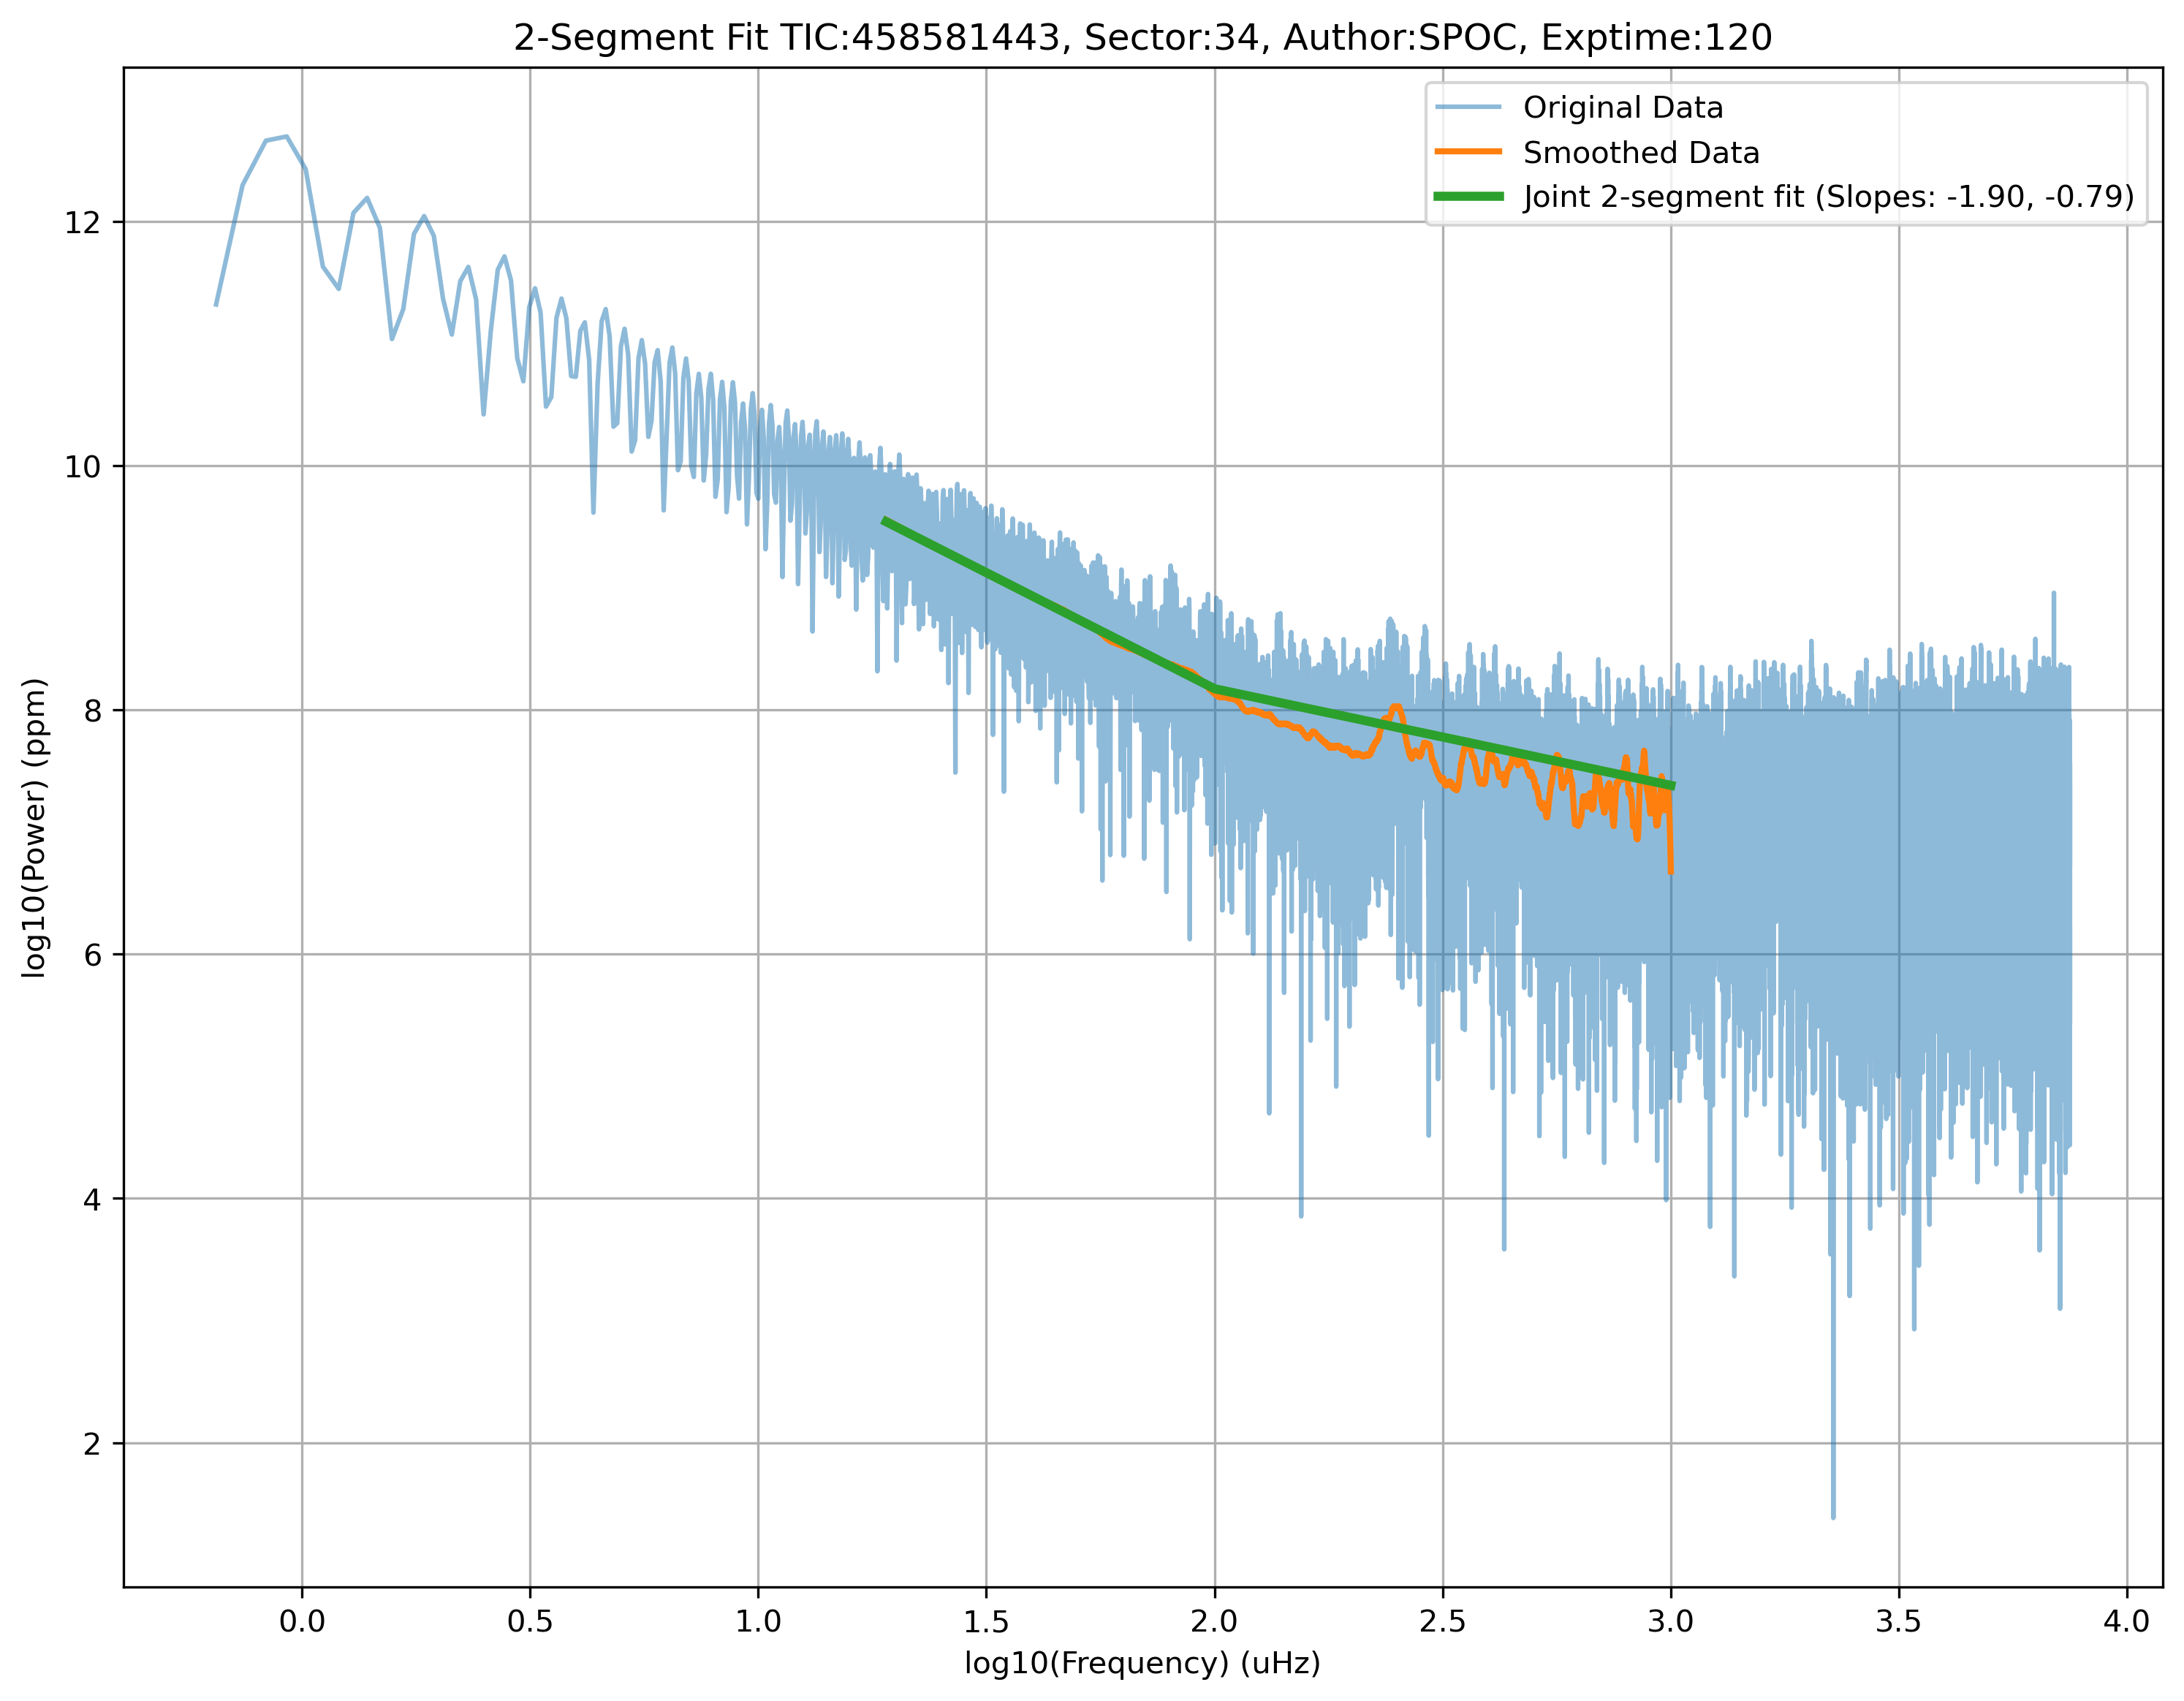 2-Segment Fit TIC:458581443, Sector:34, Author:SPOC, Exptime:120
Original Data
Smoothed Data
Joint 2-segment fit (Slopes: -1.90, -0.79)
12
10
8
6
4
2
log10(Power) (ppm)
0.0 0.5 1.0 1.5 2.0 2.5 3.0 3.5 4.0
log10(Frequency) (uHz)